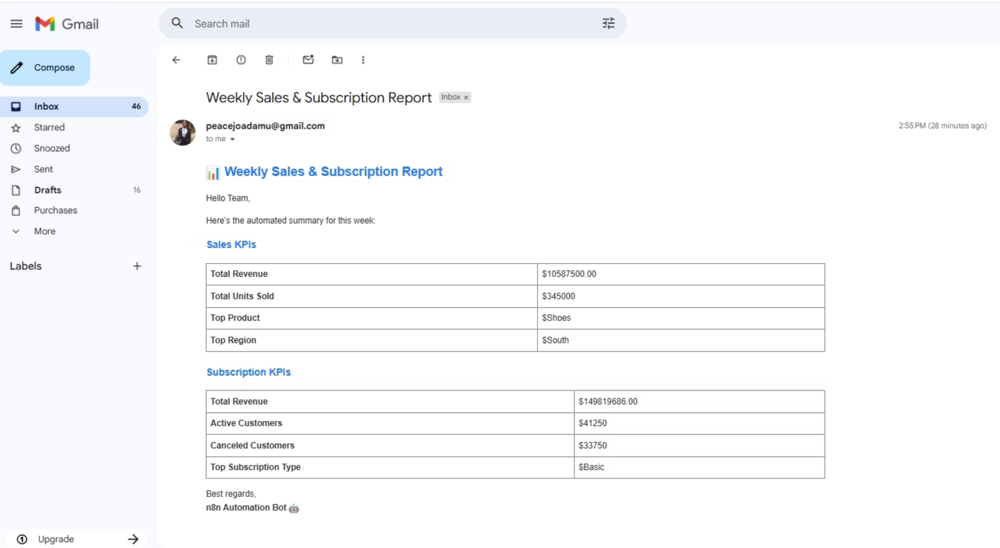 Gmail
Search mail
Compose
Inbox 46
Starred
Snoozed
Sent
Drafts 16
Purchases
More
Labels
Upgrade
Weekly Sales & Subscription Report Inbox x
peacejoadamu@gmail.com 2:55 PM (28 minutes ago)
to me
📊 Weekly Sales & Subscription Report
Hello Team,
Here's the automated summary for this week:
Sales KPIs
Total Revenue $10587500.00
Total Units Sold $345000
Top Product $Shoes
Top Region $South
Subscription KPIs
Total Revenue $149819686.00
Active Customers $41250
Canceled Customers $33750
Top Subscription Type $Basic
Best regards,
n8n Automation Bot 🤖